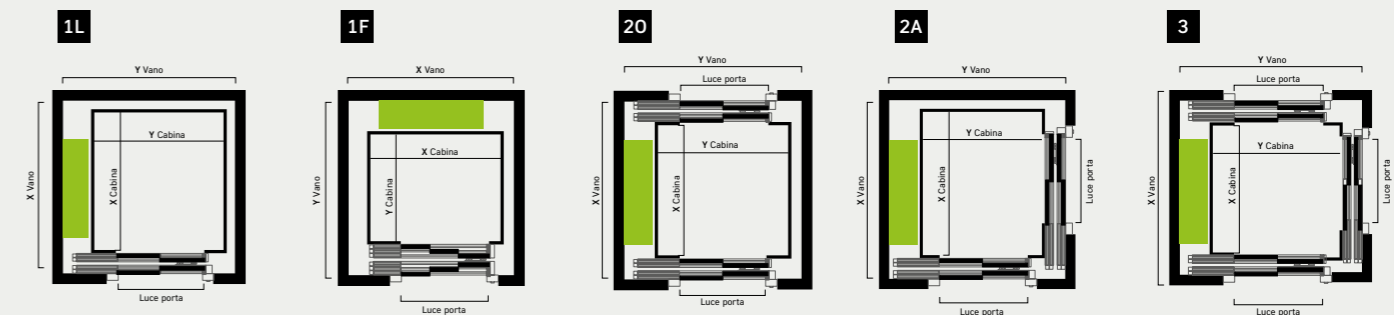 1L
Y Vano
X Vano
Y Cabina
X Cabina
Luce porta
1F
X Vano
Y Vano
X Cabina
Y Cabina
Luce porta
20
Y Vano
Luce porta
X Vano
Y Cabina
X Cabina
Luce porta
2A
Y Vano
X Vano
Y Cabina
X Cabina
Luce porta
Luce porta
3
Y Vano
Luce porta
X Vano
Y Cabina
X Cabina
Luce porta
Luce porta